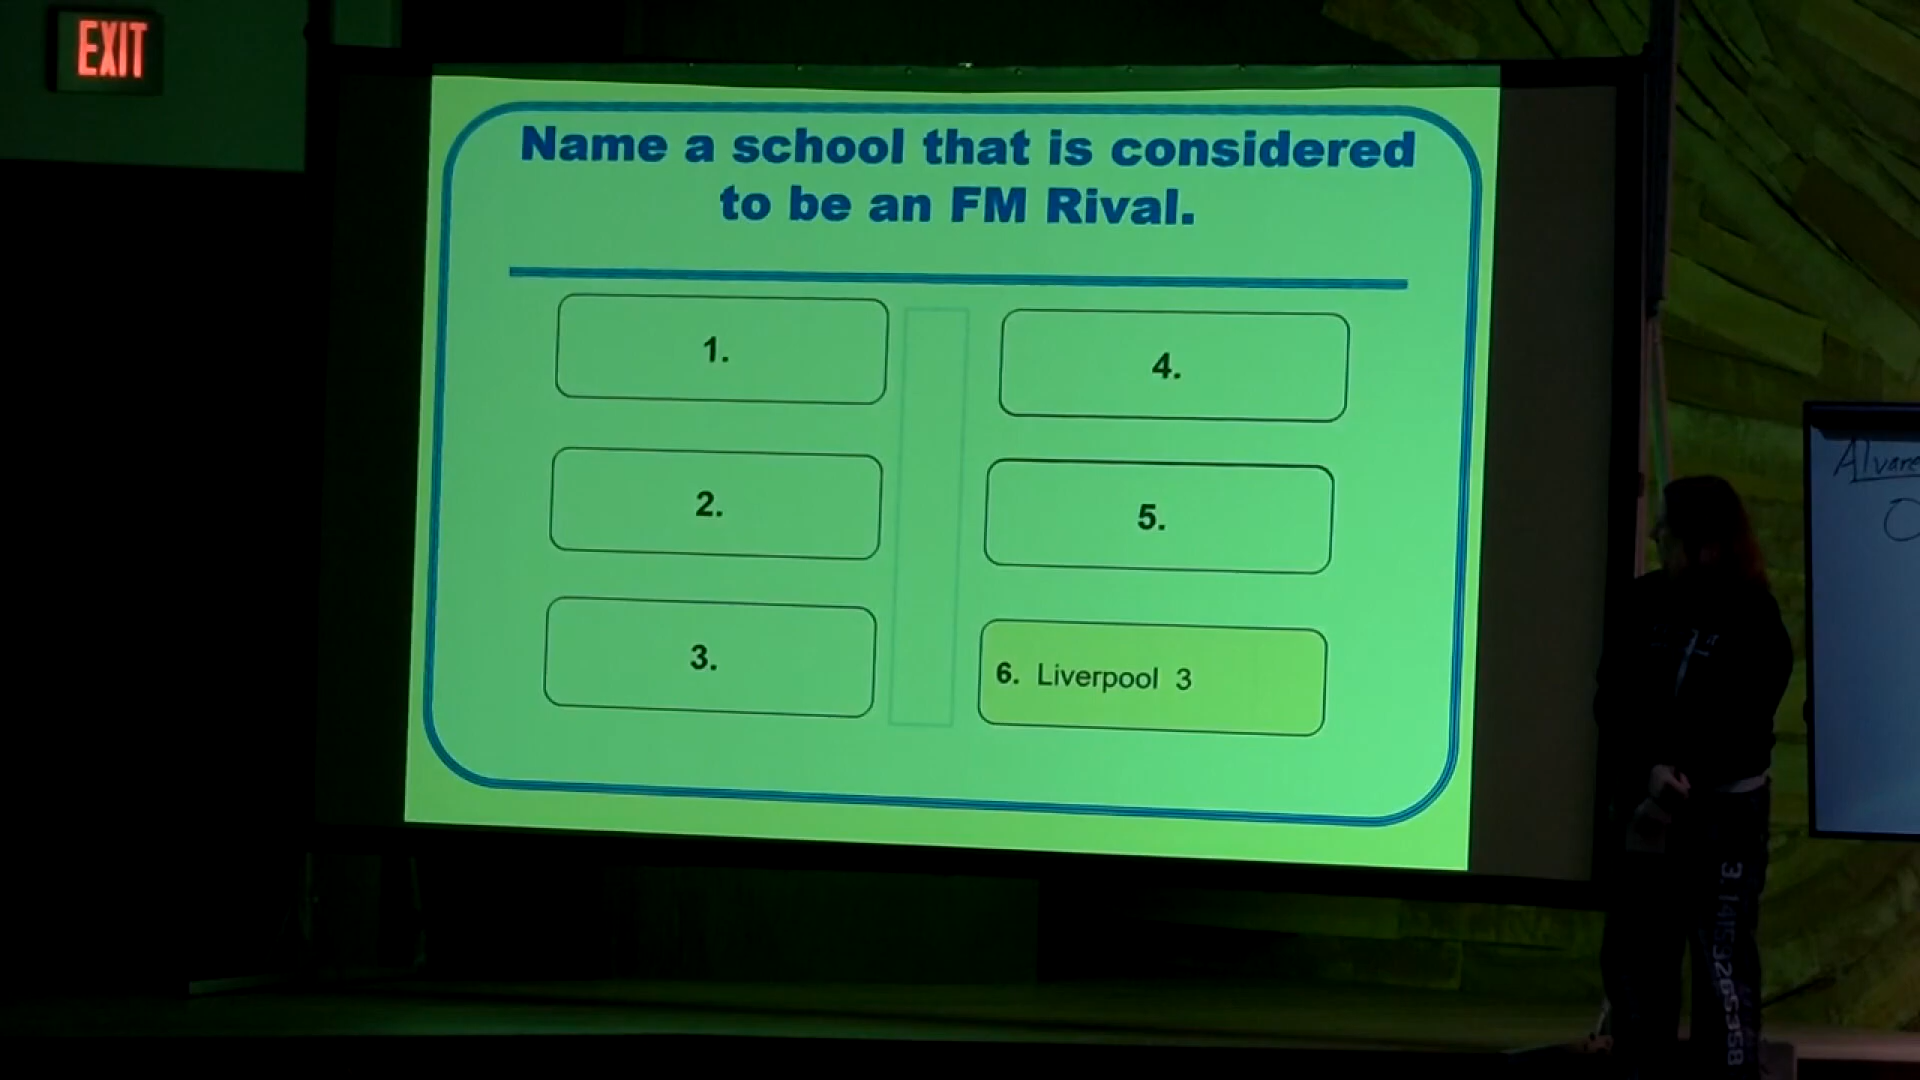 EXIT
Name a school that is considered
to be an FM Rival.
1.
2.
3.
4.
5.
6. Liverpool 3